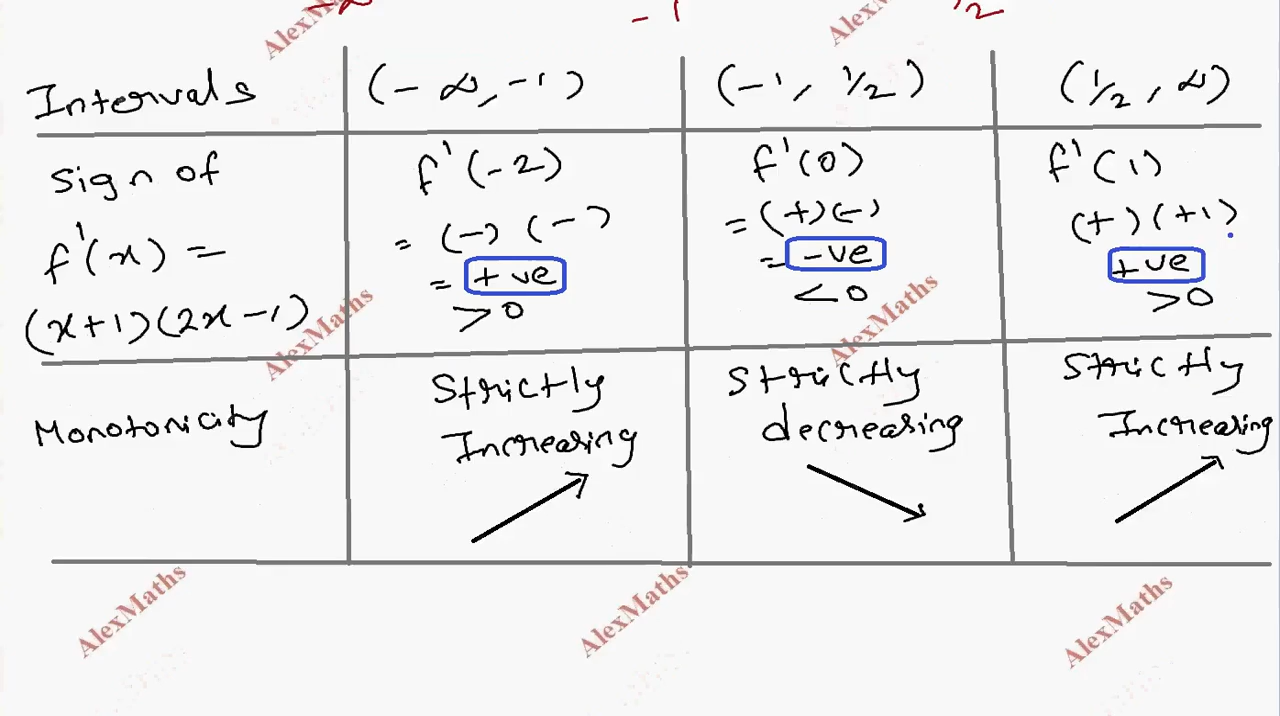 -∞ -1 1/2
Intervals (-∞, -1) (-1, 1/2) (1/2, ∞)
Sign of f'(-2) f'(0) f'(1)
f'(x) = = (-) (-) = (+)(-) (+)(+1)
(x+1)(2x-1) = +ve = -ve +ve
>0 <0 >0
Monotonicity Strictly Strictly Strictly
Increasing decreasing Increasing
AlexMaths
AlexMaths
AlexMaths
AlexMaths
AlexMaths
AlexMaths
AlexMaths